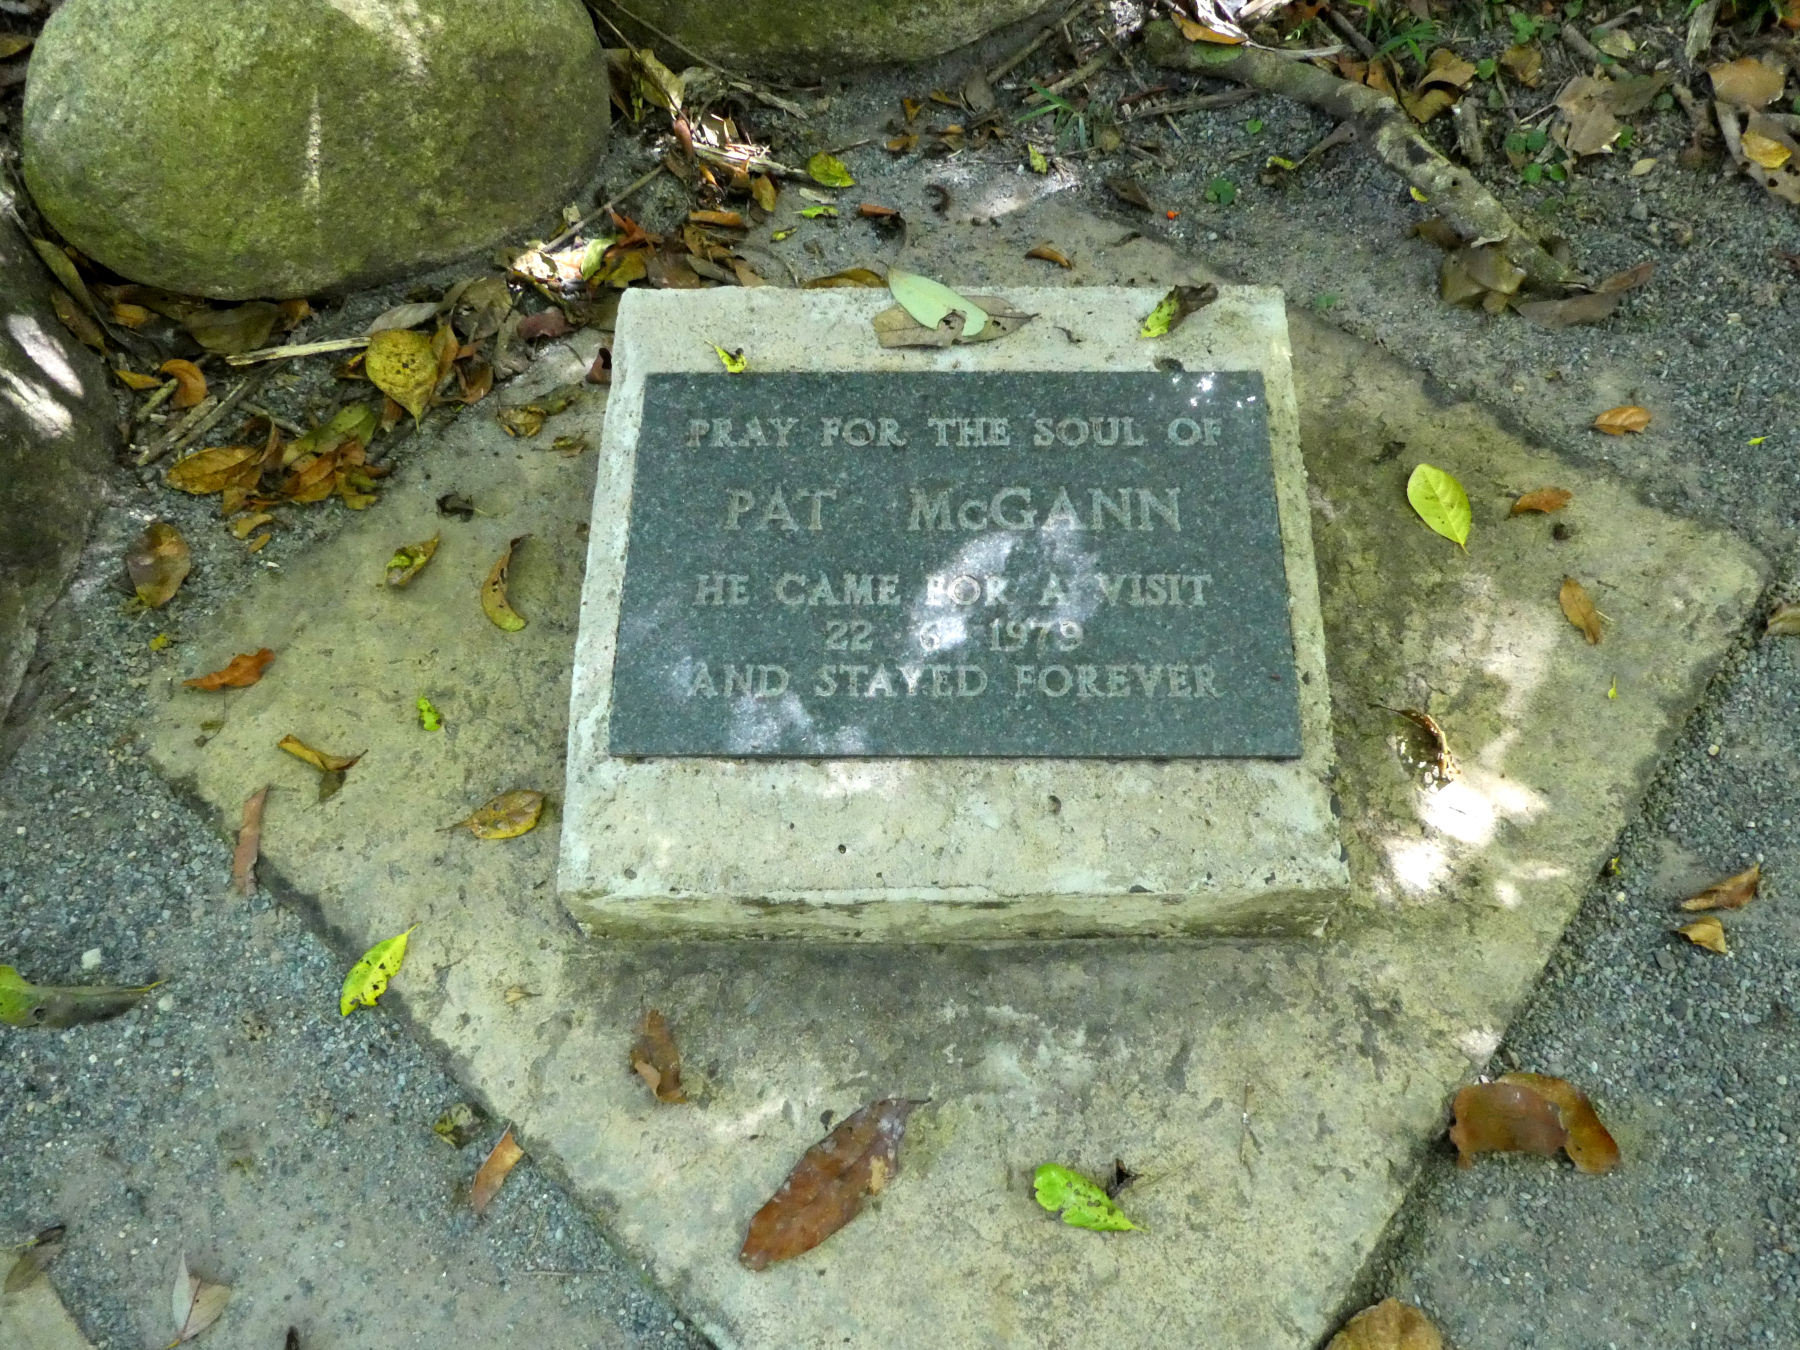 PRAY FOR THE SOUL OF
PAT McGANN
HE CAME FOR A VISIT
22 6 1979
AND STAYED FOREVER